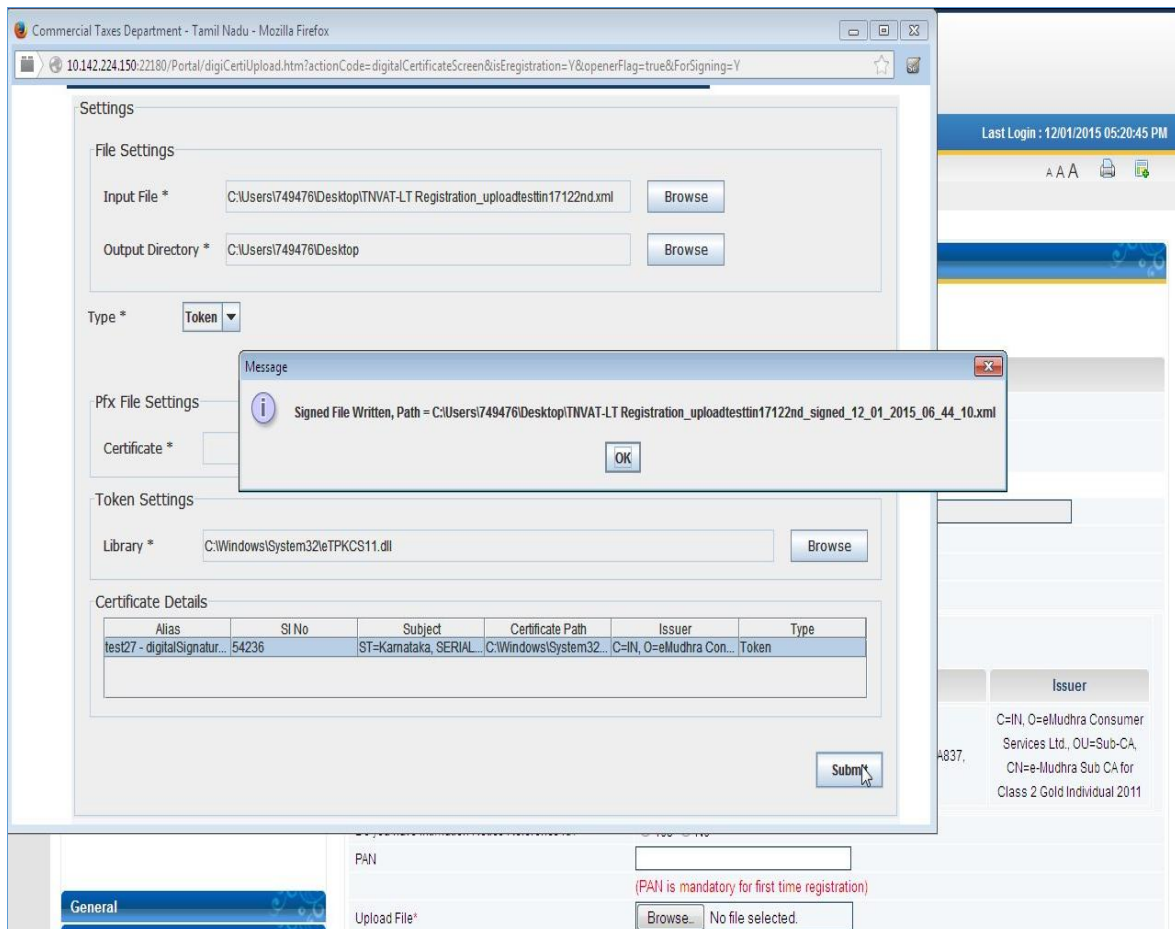 Commercial Taxes Department - Tamil Nadu - Mozilla Firefox
10.142.224.150:22180/Portal/digiCertiUpload.htm?actionCode=digitalCertificateScreen&isEregistration=Y&openerFlag=true&ForSigning=Y
Last Login : 12/01/2015 05:20:45 PM
A A A
Settings
File Settings
Input File * C:\Users\749476\Desktop\TNVAT-LT Registration_uploadtesttin17122nd.xml Browse
Output Directory * C:\Users\749476\Desktop Browse
Type * Token
Message
Signed File Written, Path = C:\Users\749476\Desktop\TNVAT-LT Registration_uploadtesttin17122nd_signed_12_01_2015_06_44_10.xml
OK
Pfx File Settings
Certificate *
Token Settings
Library * C:\Windows\System32\eTPKCS11.dll Browse
Certificate Details
Alias SI No Subject Certificate Path Issuer Type
test27 - digitalSignatur... 54236 ST=Karnataka, SERIAL... C:\Windows\System32... C=IN, O=eMudhra Con... Token
Submit
Issuer
A837,
C=IN, O=eMudhra Consumer
Services Ltd., OU=Sub-CA,
CN=e-Mudhra Sub CA for
Class 2 Gold Individual 2011
PAN
(PAN is mandatory for first time registration)
General
Upload File* Browse... No file selected.